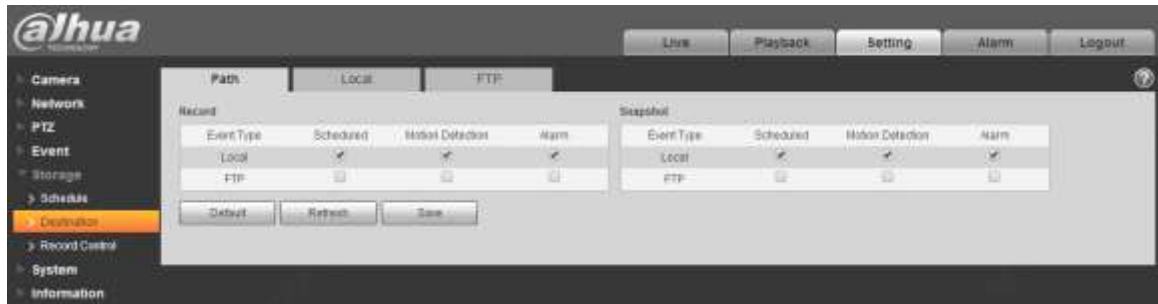 alhua
TECHNOLOGY
Live Playback Setting Alarm Logout
Camera
Network
PTZ
Event
Storage
Schedule
Destination
Record Control
System
Information
Path Local FTP
Record
Event Type Scheduled Motion Detection Alarm
Local
FTP
Default Refresh Save
Snapshot
Event Type Scheduled Motion Detection Alarm
Local
FTP